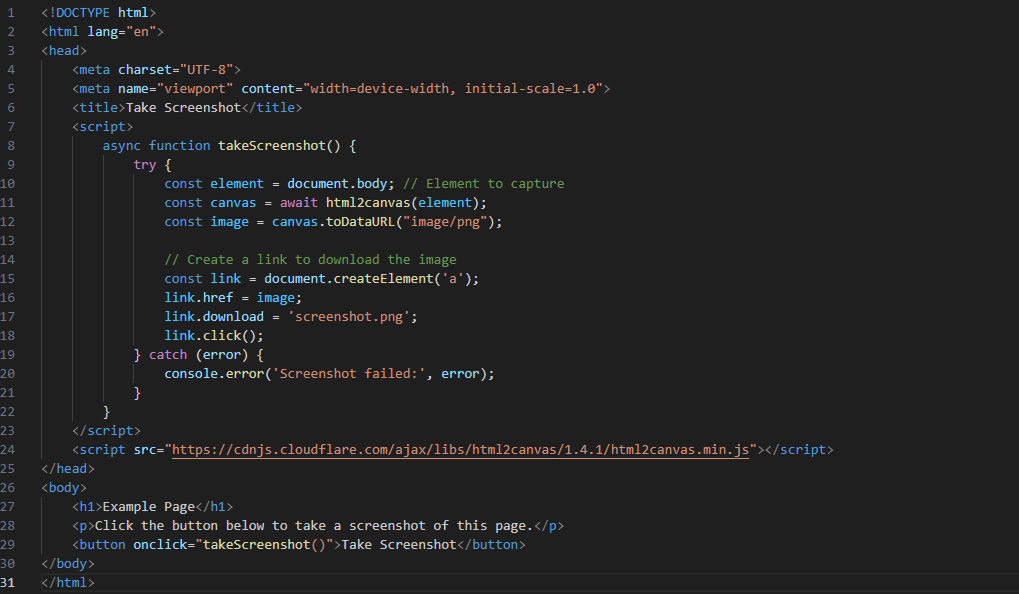 1 <!DOCTYPE html>
2 <html lang="en">
3 <head>
4     <meta charset="UTF-8">
5     <meta name="viewport" content="width=device-width, initial-scale=1.0">
6     <title>Take Screenshot</title>
7     <script>
8         async function takeScreenshot() {
9             try {
10                 const element = document.body; // Element to capture
11                 const canvas = await html2canvas(element);
12                 const image = canvas.toDataURL("image/png");
13
14                 // Create a link to download the image
15                 const link = document.createElement('a');
16                 link.href = image;
17                 link.download = 'screenshot.png';
18                 link.click();
19             } catch (error) {
20                 console.error('Screenshot failed:', error);
21             }
22         }
23     </script>
24     <script src="https://cdnjs.cloudflare.com/ajax/libs/html2canvas/1.4.1/html2canvas.min.js"></script>
25 </head>
26 <body>
27     <h1>Example Page</h1>
28     <p>Click the button below to take a screenshot of this page.</p>
29     <button onclick="takeScreenshot()">Take Screenshot</button>
30 </body>
31 </html>